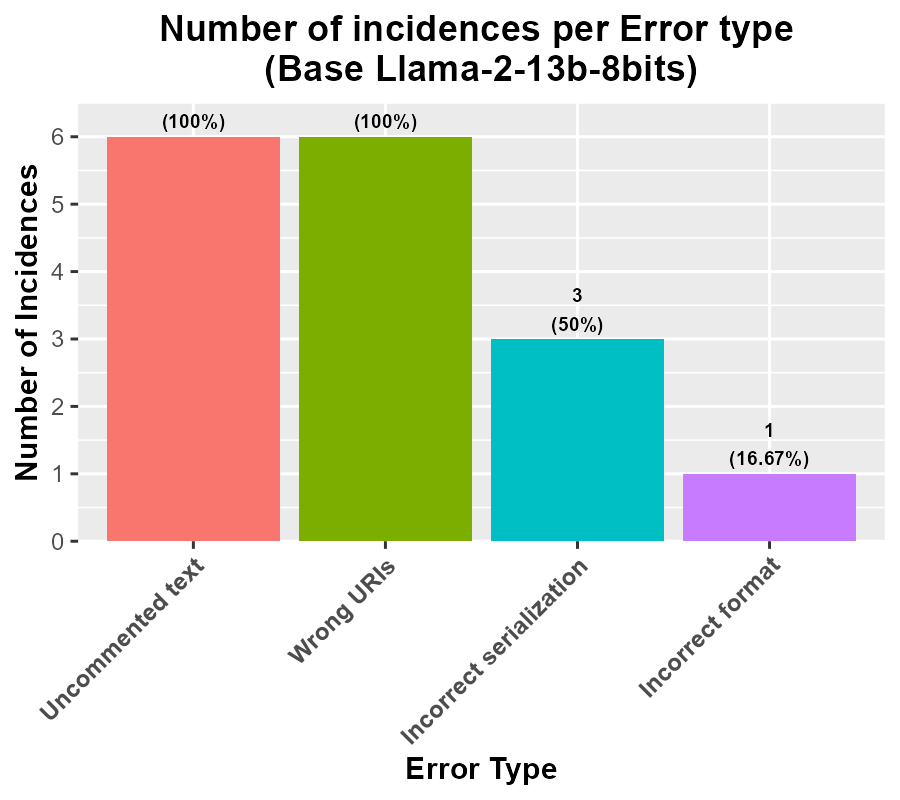 Number of incidences per Error type
(Base Llama-2-13b-8bits)
(100%)
(100%)
3
(50%)
1
(16.67%)
Number of Incidences
6
5
4
3
2
1
0
Uncommented text
Wrong URIs
Incorrect serialization
Incorrect format
Error Type